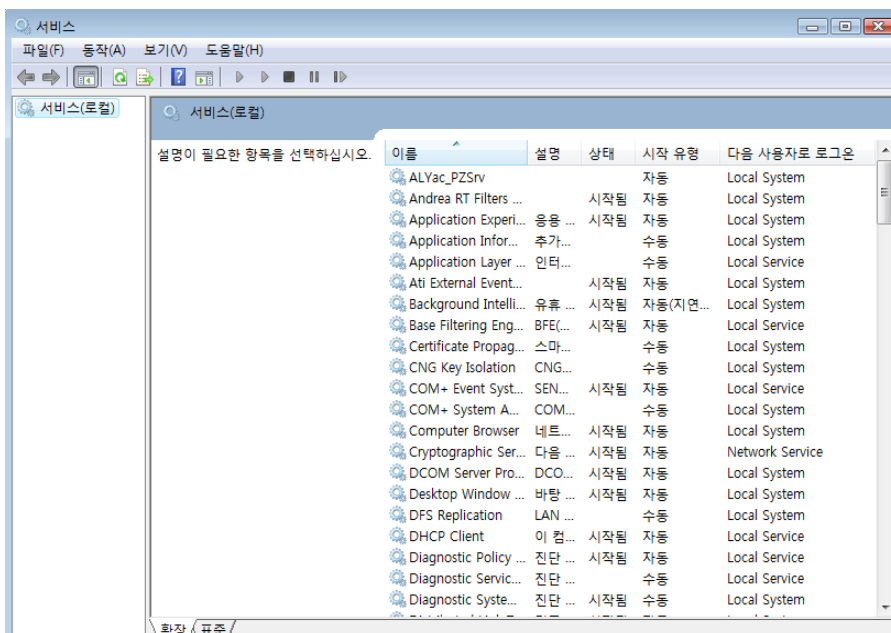 서비스
파일(F) 동작(A) 보기(V) 도움말(H)
서비스(로컬)
서비스(로컬)
설명이 필요한 항목을 선택하십시오.
이름 설명 상태 시작 유형 다음 사용자로 로그온
ALYac_PZSrv 자동 Local System
Andrea RT Filters ... 시작됨 자동 Local System
Application Experi... 응용 ... 시작됨 자동 Local System
Application Infor... 추가... 수동 Local System
Application Layer ... 인터... 수동 Local Service
Ati External Event... 시작됨 자동 Local System
Background Intelli... 유휴 ... 시작됨 자동(지연... Local System
Base Filtering Eng... BFE(... 시작됨 자동 Local Service
Certificate Propag... 스마... 수동 Local System
CNG Key Isolation CNG... 수동 Local System
COM+ Event Syst... SEN... 시작됨 자동 Local Service
COM+ System A... COM... 수동 Local System
Computer Browser 네트... 시작됨 자동 Local System
Cryptographic Ser... 다음 ... 시작됨 자동 Network Service
DCOM Server Pro... DCO... 시작됨 자동 Local System
Desktop Window ... 바탕 ... 시작됨 자동 Local System
DFS Replication LAN ... 수동 Local System
DHCP Client 이 컴... 시작됨 자동 Local Service
Diagnostic Policy ... 진단 ... 시작됨 자동 Local Service
Diagnostic Servic... 진단 ... 수동 Local Service
Diagnostic Syste... 진단 ... 시작됨 수동 Local System
확장 표준